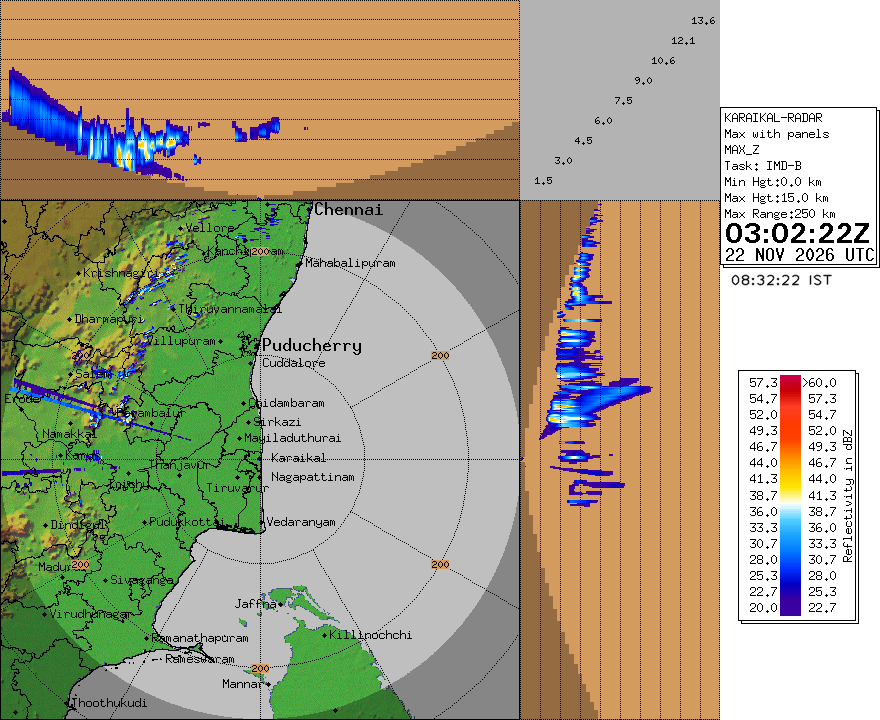 13.6
12.1
10.6
9.0
7.5
6.0
4.5
3.0
1.5
KARAIKAL-RADAR
Max with panels
MAX_Z
Task: IMD-B
Min Hgt:0.0 km
Max Hgt:15.0 km
Max Range:250 km
03:02:22Z
22 NOV 2026 UTC
08:32:22 IST
Chennai
Vellore
200
Mahabalipuram
Krishnagiri
Thiruvannamalai
Dharmapuri
Villupuram
Puducherry
200
200
Cuddalore
Salem
Erode
Chidambaram
Perambalur
Sirkazi
Namakkal
Mayiladuthurai
Karur
Karaikal
Thanjavur
Nagapattinam
Tiruvarur
Dindigul
Pudukkottai
Vedaranyam
200
200
Madurai
Sivaganga
Jaffna
Virudhunagar
Killinochchi
Ramanathapuram
Rameswaram
200
Mannar
Thoothukudi
57.3 >60.0
54.7 57.3
52.0 54.7
49.3 52.0
46.7 49.3
44.0 46.7
41.3 44.0
38.7 41.3
36.0 38.7
33.3 36.0
30.7 33.3
28.0 30.7
25.3 28.0
22.7 25.3
20.0 22.7
Reflectivity in dBZ